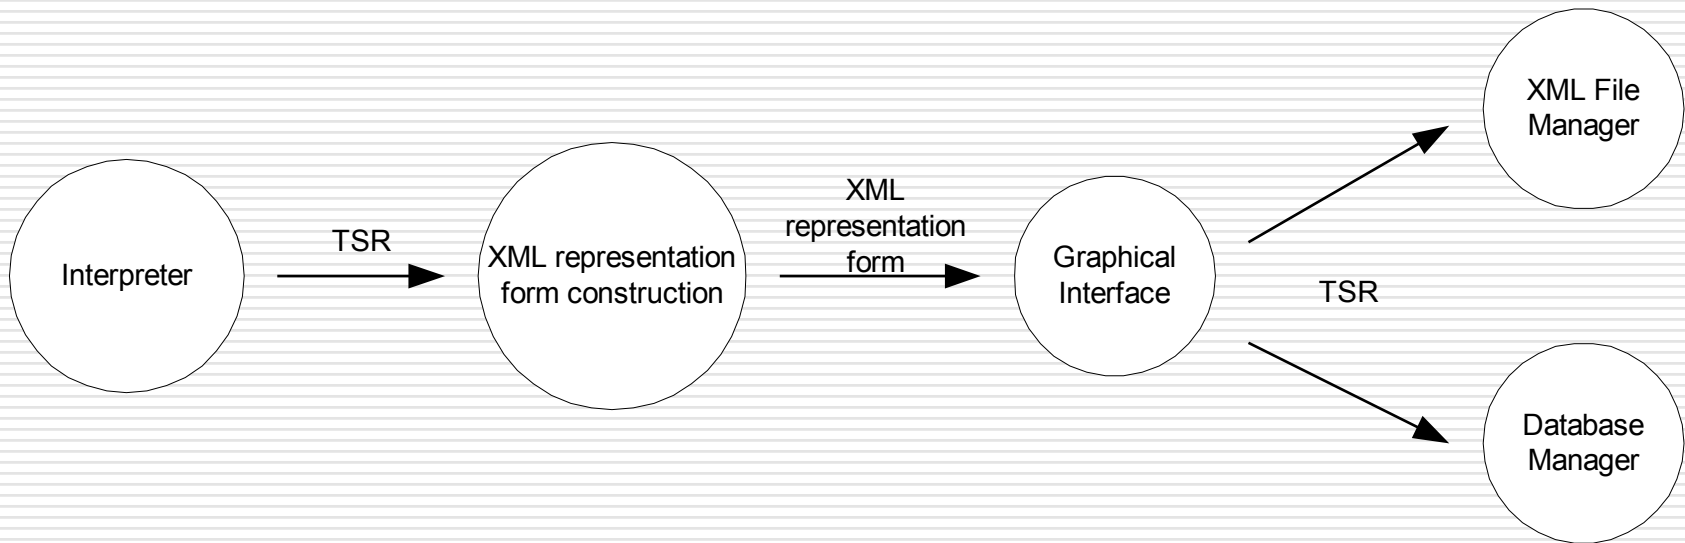 Interpreter
TSR
XML representation
form construction
XML
representation
form
Graphical
Interface
TSR
XML File
Manager
Database
Manager